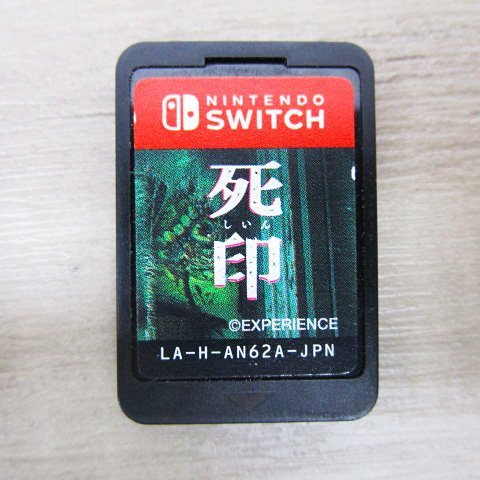 NINTENDO
SWITCH
死
しいん
印
©EXPERIENCE
LA-H-AN62A-JPN